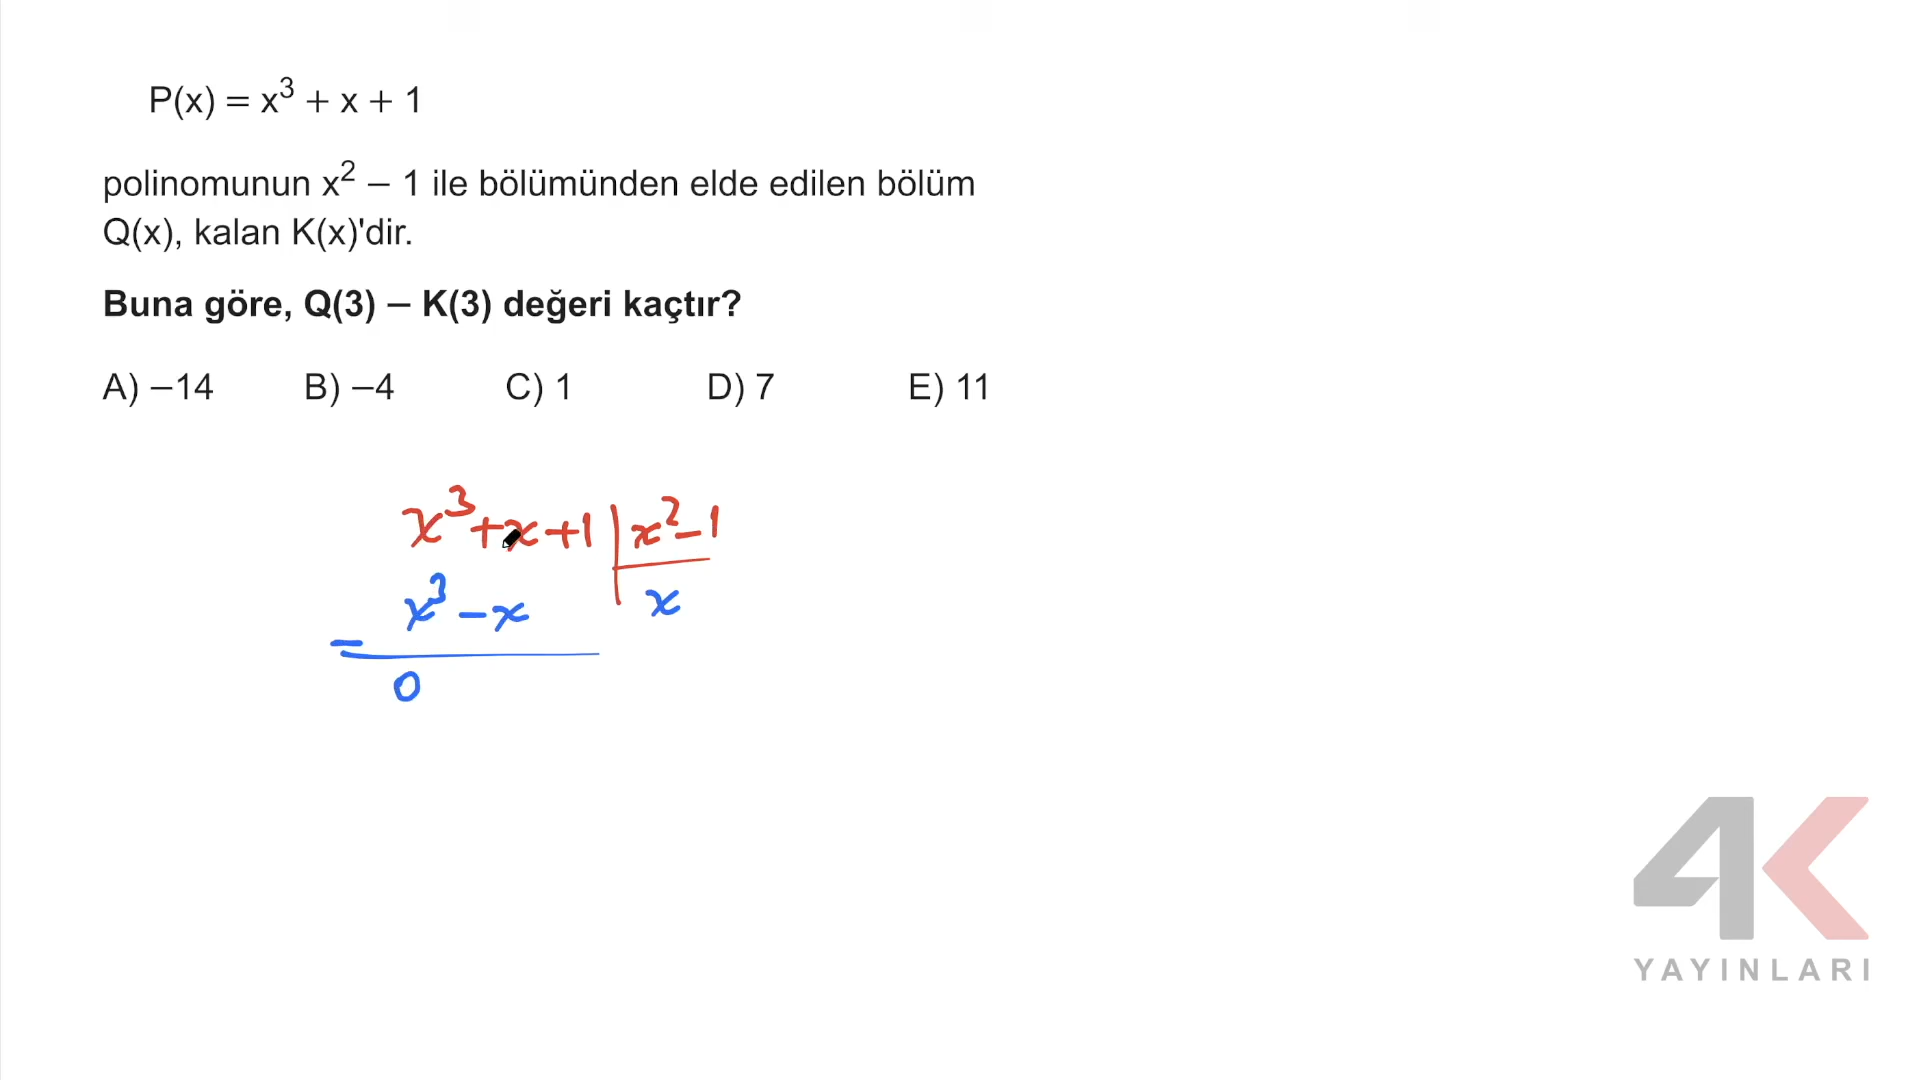 P(x) = x³ + x + 1
polinomunun x² − 1 ile bölümünden elde edilen bölüm
Q(x), kalan K(x)'dir.
Buna göre, Q(3) − K(3) değeri kaçtır?
A) −14 B) −4 C) 1 D) 7 E) 11
x³ + x + 1 | x² − 1
x³ − x x
−
0
4K
YAYINLARI